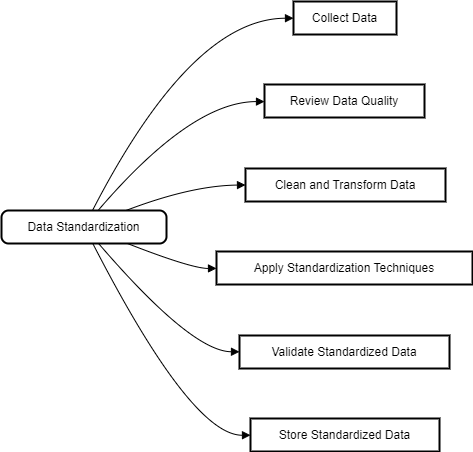 Collect Data
Review Data Quality
Clean and Transform Data
Data Standardization
Apply Standardization Techniques
Validate Standardized Data
Store Standardized Data